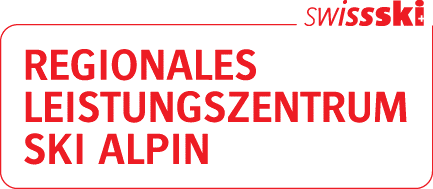 swissski
REGIONALES
LEISTUNGSZENTRUM
SKI ALPIN